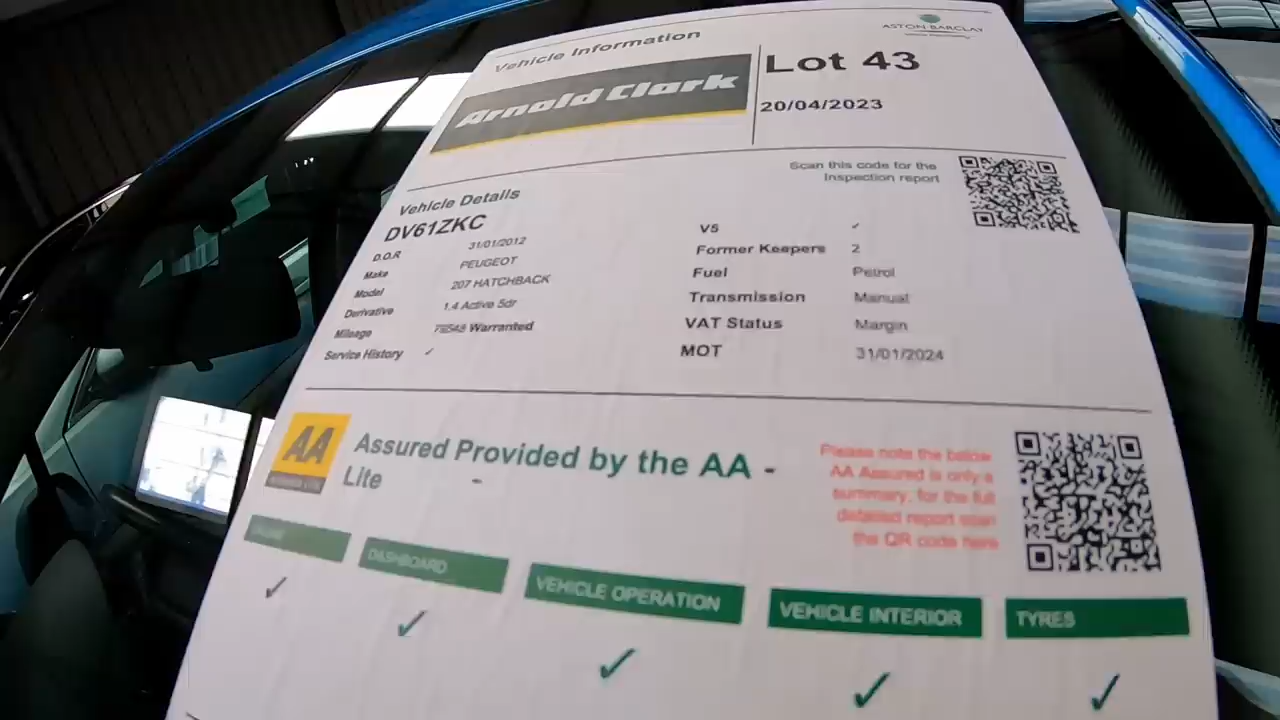 Vehicle Information
ASTON BARCLAY
Arnold Clark
Lot 43
20/04/2023
Scan this code for the
Inspection report
Vehicle Details
DV61ZKC
D.O.R 31/01/2012
Make PEUGEOT
Model 207 HATCHBACK
Derivative 1.4 Active 5dr
Mileage Warranted
Service History ✓
V5 ✓
Former Keepers 2
Fuel Petrol
Transmission Manual
VAT Status Margin
MOT 31/01/2024
AA
Assured Provided by the AA -
Lite -
Please note the below
AA Assured is only a
summary, for the full
detailed report scan
the QR code here
DASHBOARD
VEHICLE OPERATION
VEHICLE INTERIOR
TYRES
✓ ✓ ✓ ✓ ✓